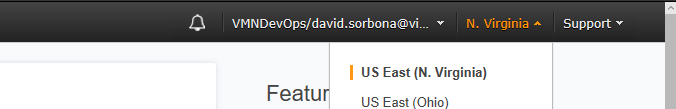 VMNDevOps/david.sorbona@vi... N. Virginia Support
US East (N. Virginia)
Featur
US East (Ohio)